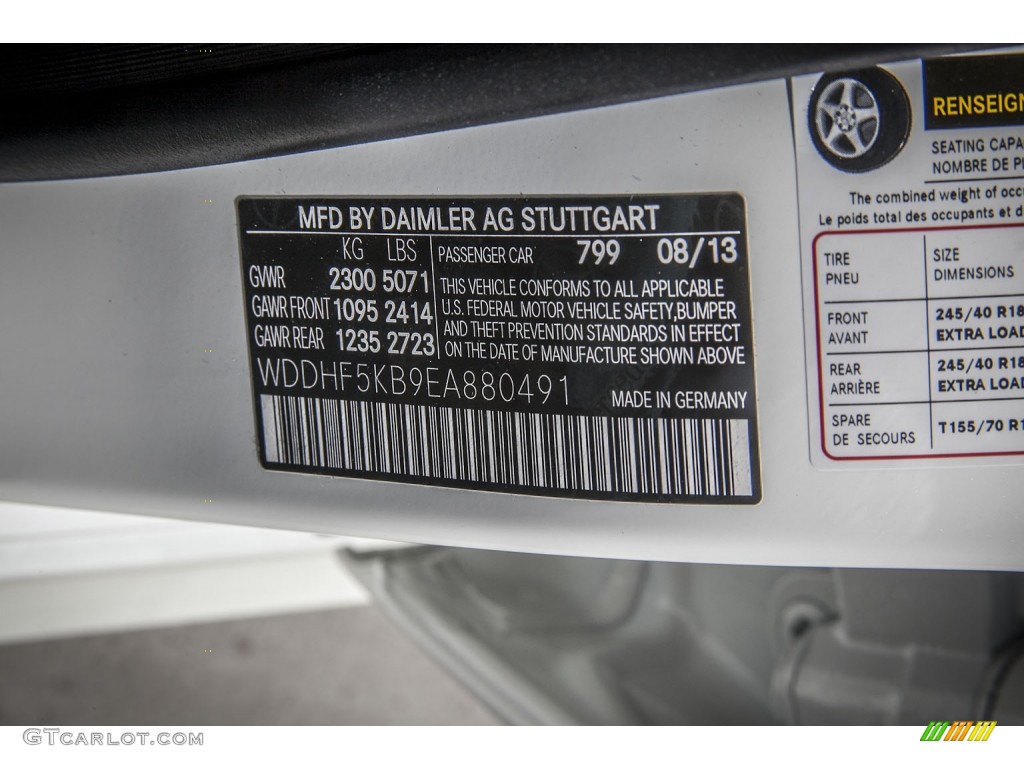 MFD BY DAIMLER AG STUTTGART
KG LBS
GVWR 2300 5071
GAWR FRONT 1095 2414
GAWR REAR 1235 2723
PASSENGER CAR 799 08/13
THIS VEHICLE CONFORMS TO ALL APPLICABLE
U.S. FEDERAL MOTOR VEHICLE SAFETY,BUMPER
AND THEFT PREVENTION STANDARDS IN EFFECT
ON THE DATE OF MANUFACTURE SHOWN ABOVE
WDDHF5KB9EA880491
MADE IN GERMANY
RENSEIGN
SEATING CAPA
NOMBRE DE
The combined weight of occ
Le poids total des occupants et d
TIRE
PNEU
SIZE
DIMENSIONS
FRONT
AVANT
245/40 R18
EXTRA LOAD
REAR
ARRIÈRE
245/40 R18
EXTRA LOAD
SPARE
DE SECOURS
T155/70 R1
GTCARLOT.COM